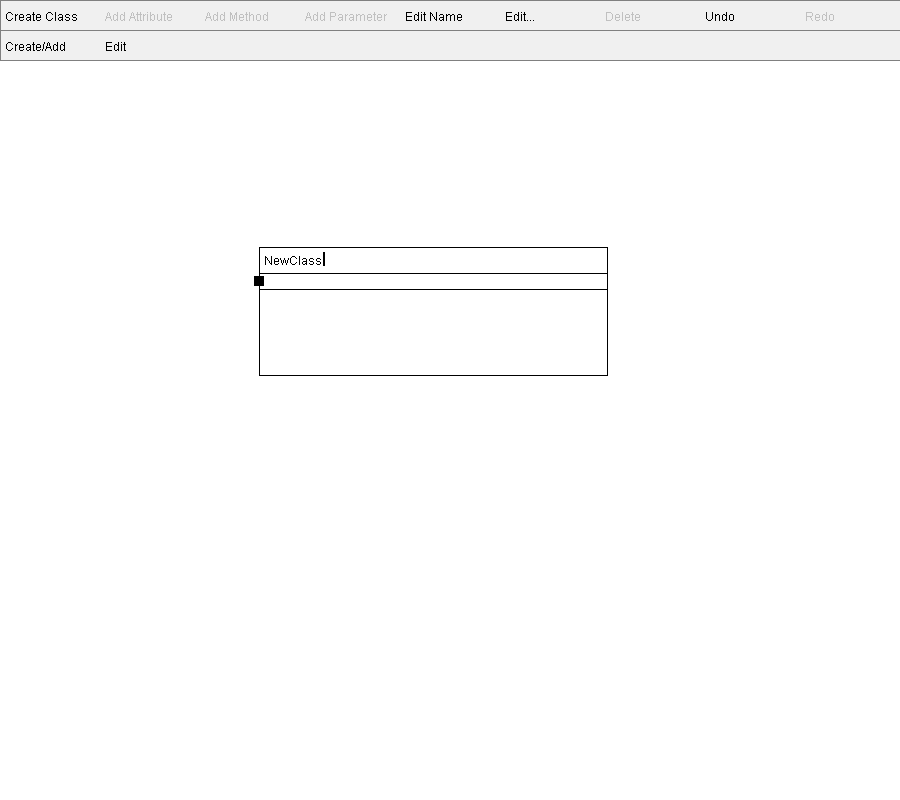 Create Class Add Attribute Add Method Add Parameter Edit Name Edit... Delete Undo Redo
Create/Add Edit
NewClass